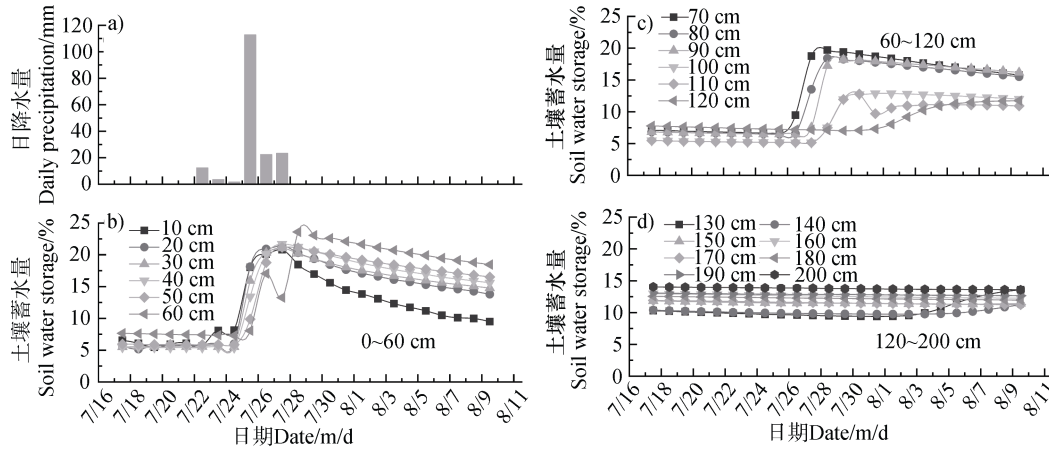 a)
日降水量
Daily precipitation/mm
120
100
80
60
40
20
0
b)
土壤蓄水量
Soil water storage/%
25
20
15
10
5
0
10 cm
20 cm
30 cm
40 cm
50 cm
60 cm
0~60 cm
7/16 7/18 7/20 7/22 7/24 7/26 7/28 7/30 8/1 8/3 8/5 8/7 8/9 8/11
日期Date/m/d
c)
土壤蓄水量
Soil water storage/%
25
20
15
10
5
0
70 cm
80 cm
90 cm
100 cm
110 cm
120 cm
60~120 cm
d)
土壤蓄水量
Soil water storage/%
25
20
15
10
5
0
130 cm 140 cm
150 cm 160 cm
170 cm 180 cm
190 cm 200 cm
120~200 cm
7/16 7/18 7/20 7/22 7/24 7/26 7/28 7/30 8/1 8/3 8/5 8/7 8/9 8/11
日期Date/m/d